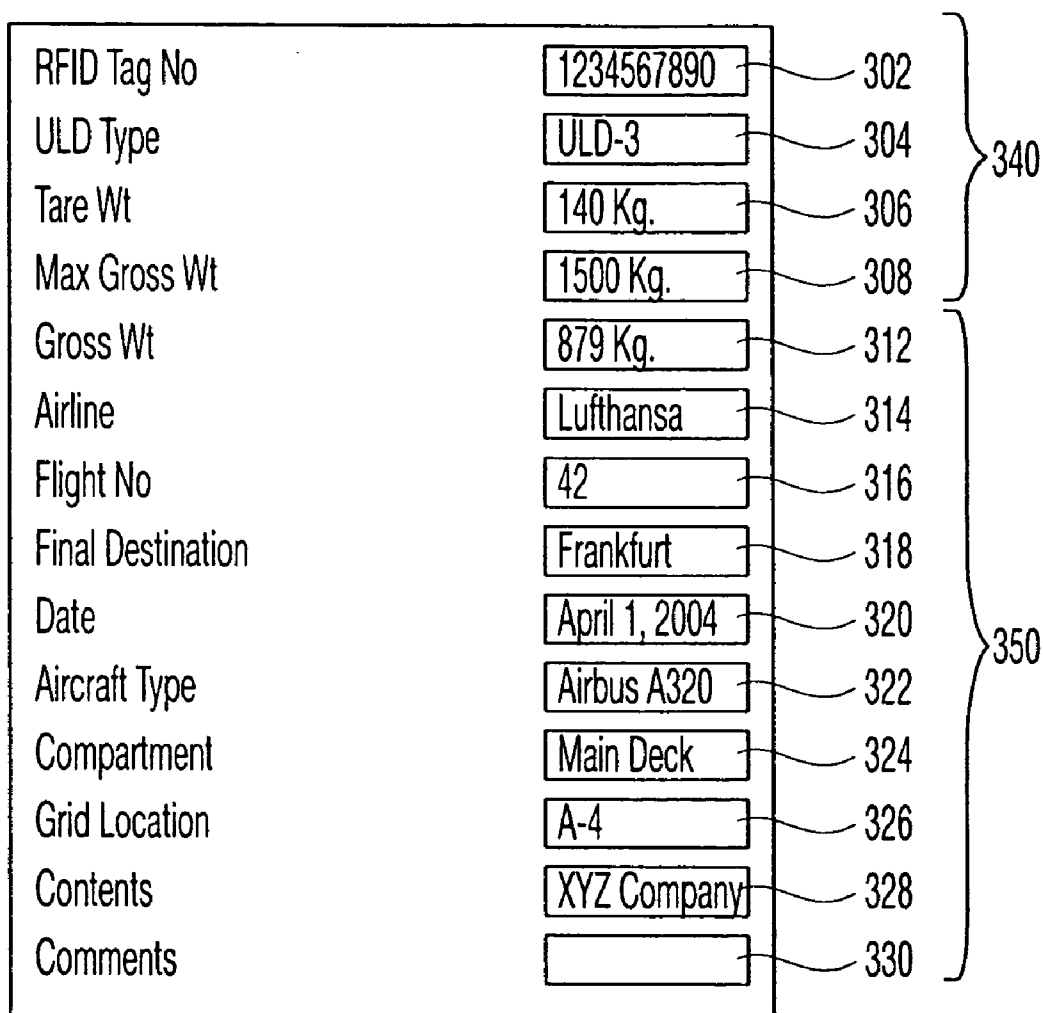 RFID Tag No 1234567890 302
ULD Type ULD-3 304
340
Tare Wt 140 Kg. 306
Max Gross Wt 1500 Kg. 308
Gross Wt 879 Kg. 312
Airline Lufthansa 314
Flight No 42 316
Final Destination Frankfurt 318
Date April 1, 2004 320
350
Aircraft Type Airbus A320 322
Compartment Main Deck 324
Grid Location A-4 326
Contents XYZ Company 328
Comments 330